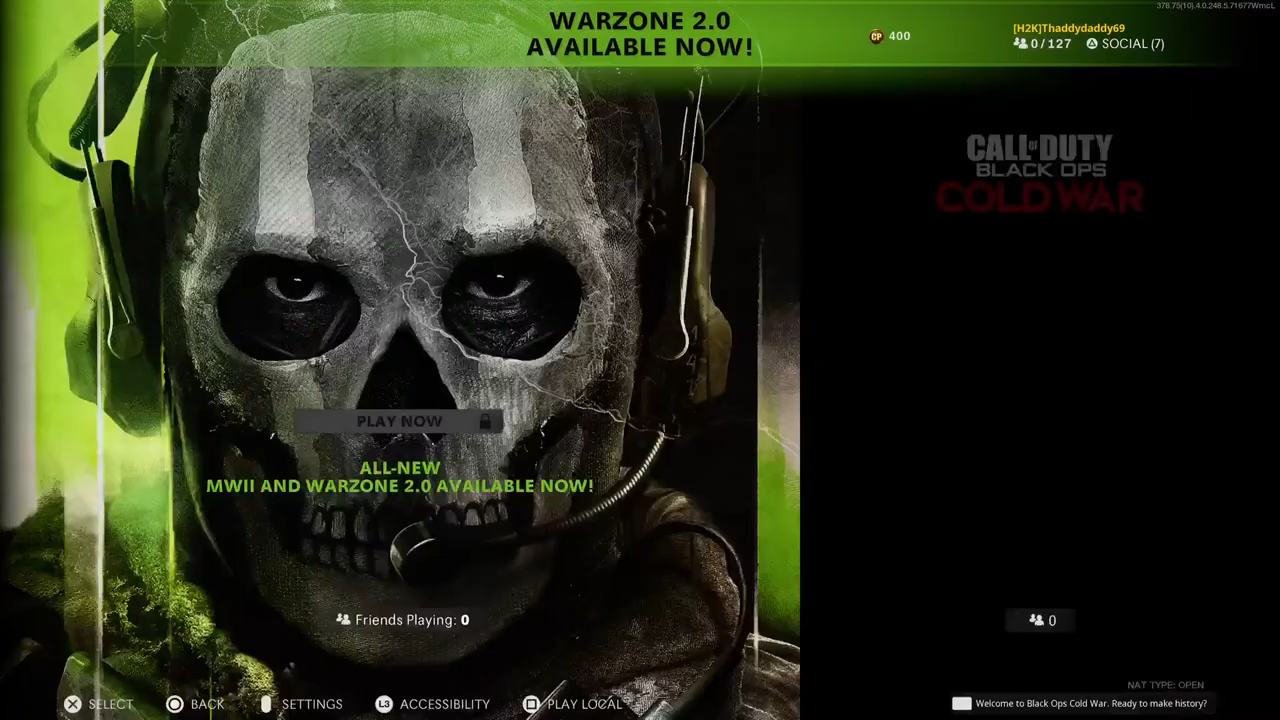 378.75(10).4.0.248.5.71677WmcL
WARZONE 2.0
AVAILABLE NOW!
CP 400
[H2K]Thaddydaddy69
0 / 127 SOCIAL (7)
CALL OF DUTY
BLACK OPS
COLD WAR
PLAY NOW
ALL-NEW
MWII AND WARZONE 2.0 AVAILABLE NOW!
Friends Playing: 0
0
NAT TYPE: OPEN
SELECT BACK SETTINGS L3 ACCESSIBILITY PLAY LOCAL
Welcome to Black Ops Cold War. Ready to make history?